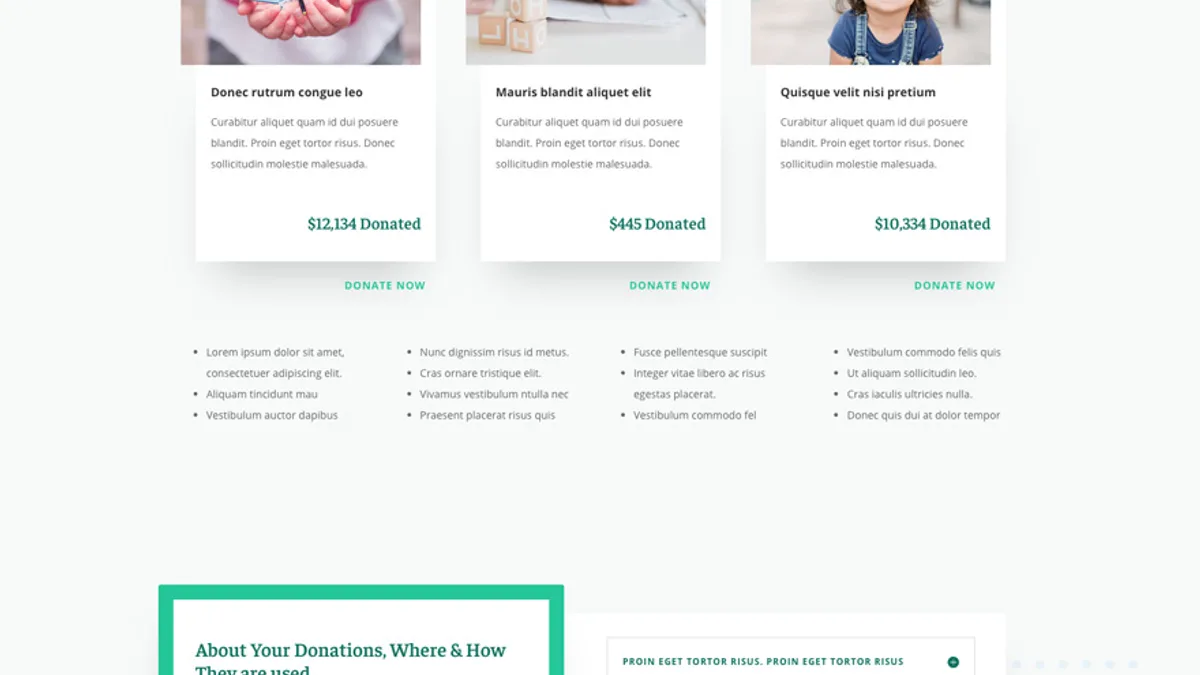 L
H
O
Donec rutrum congue leo
Curabitur aliquet quam id dui posuere
blandit. Proin eget tortor risus. Donec
sollicitudin molestie malesuada.
$12,134 Donated
DONATE NOW
Mauris blandit aliquet elit
Curabitur aliquet quam id dui posuere
blandit. Proin eget tortor risus. Donec
sollicitudin molestie malesuada.
$445 Donated
DONATE NOW
Quisque velit nisi pretium
Curabitur aliquet quam id dui posuere
blandit. Proin eget tortor risus. Donec
sollicitudin molestie malesuada.
$10,334 Donated
DONATE NOW
Lorem ipsum dolor sit amet,
consectetuer adipiscing elit.
Aliquam tincidunt mau
Vestibulum auctor dapibus
Nunc dignissim risus id metus.
Cras ornare tristique elit.
Vivamus vestibulum ntulla nec
Praesent placerat risus quis
Fusce pellentesque suscipit
Integer vitae libero ac risus
egestas placerat.
Vestibulum commodo fel
Vestibulum commodo felis quis
Ut aliquam sollicitudin leo.
Cras iaculis ultricies nulla.
Donec quis dui at dolor tempor
About Your Donations, Where & How
They are used
PROIN EGET TORTOR RISUS. PROIN EGET TORTOR RISUS